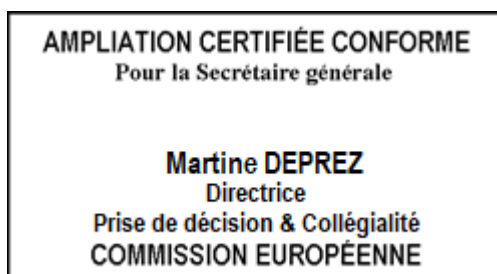 AMPLIATION CERTIFIÉE CONFORME
Pour la Secrétaire générale
Martine DEPREZ
Directrice
Prise de décision & Collégialité
COMMISSION EUROPÉENNE